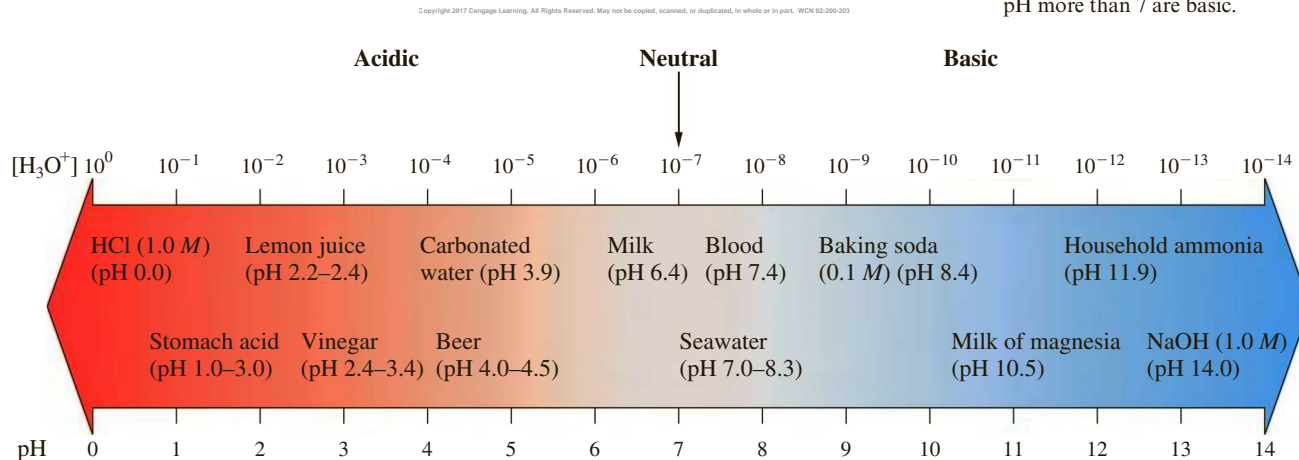 Copyright 2017 Cengage Learning. All Rights Reserved. May not be copied, scanned, or duplicated, in whole or in part. WCN 02-200-203
pH more than 7 are basic.
Acidic Neutral Basic
[H₃O⁺] 10⁰ 10⁻¹ 10⁻² 10⁻³ 10⁻⁴ 10⁻⁵ 10⁻⁶ 10⁻⁷ 10⁻⁸ 10⁻⁹ 10⁻¹⁰ 10⁻¹¹ 10⁻¹² 10⁻¹³ 10⁻¹⁴
HCl (1.0 M) Lemon juice Carbonated Milk Blood Baking soda Household ammonia
(pH 0.0) (pH 2.2–2.4) water (pH 3.9) (pH 6.4) (pH 7.4) (0.1 M) (pH 8.4) (pH 11.9)
Stomach acid Vinegar Beer Seawater Milk of magnesia NaOH (1.0 M)
(pH 1.0–3.0) (pH 2.4–3.4) (pH 4.0–4.5) (pH 7.0–8.3) (pH 10.5) (pH 14.0)
pH 0 1 2 3 4 5 6 7 8 9 10 11 12 13 14